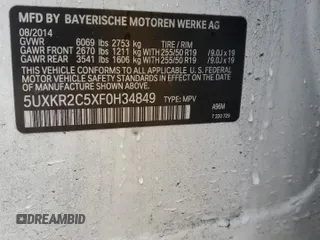 MFD BY BAYERISCHE MOTOREN WERKE AG
08/2014
GVWR 6069 lbs 2753 kg TIRE / RIM
GAWR FRONT 2670 lbs 1211 kg WITH 255/50 R19 /9.0J x 19
GAWR REAR 3541 lbs 1606 kg WITH 255/50 R19 /9.0J x 19
THIS VEHICLE CONFORMS TO ALL APPLICABLE U.S. FEDERAL MOTOR
VEHICLE SAFETY STANDARDS IN EFFECT ON THE DATE OF
MANUFACTURE SHOWN ABOVE.
5UXKR2C5XF0H34849 TYPE: MPV
A96M
DREAMBID